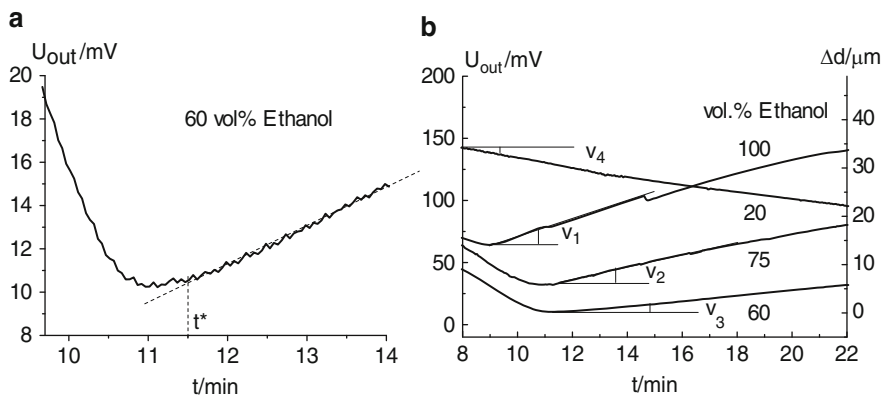 a
U_out /mV
20
18
16
14
12
10
8
60 vol% Ethanol
t*
10 11 12 13 14
t/min
b
U_out /mV
Δd/µm
200
150
100
50
0
vol.% Ethanol
40
30
20
10
0
v4
100
v1
20
v2
75
v3
60
8 10 12 14 16 18 20 22
t/min